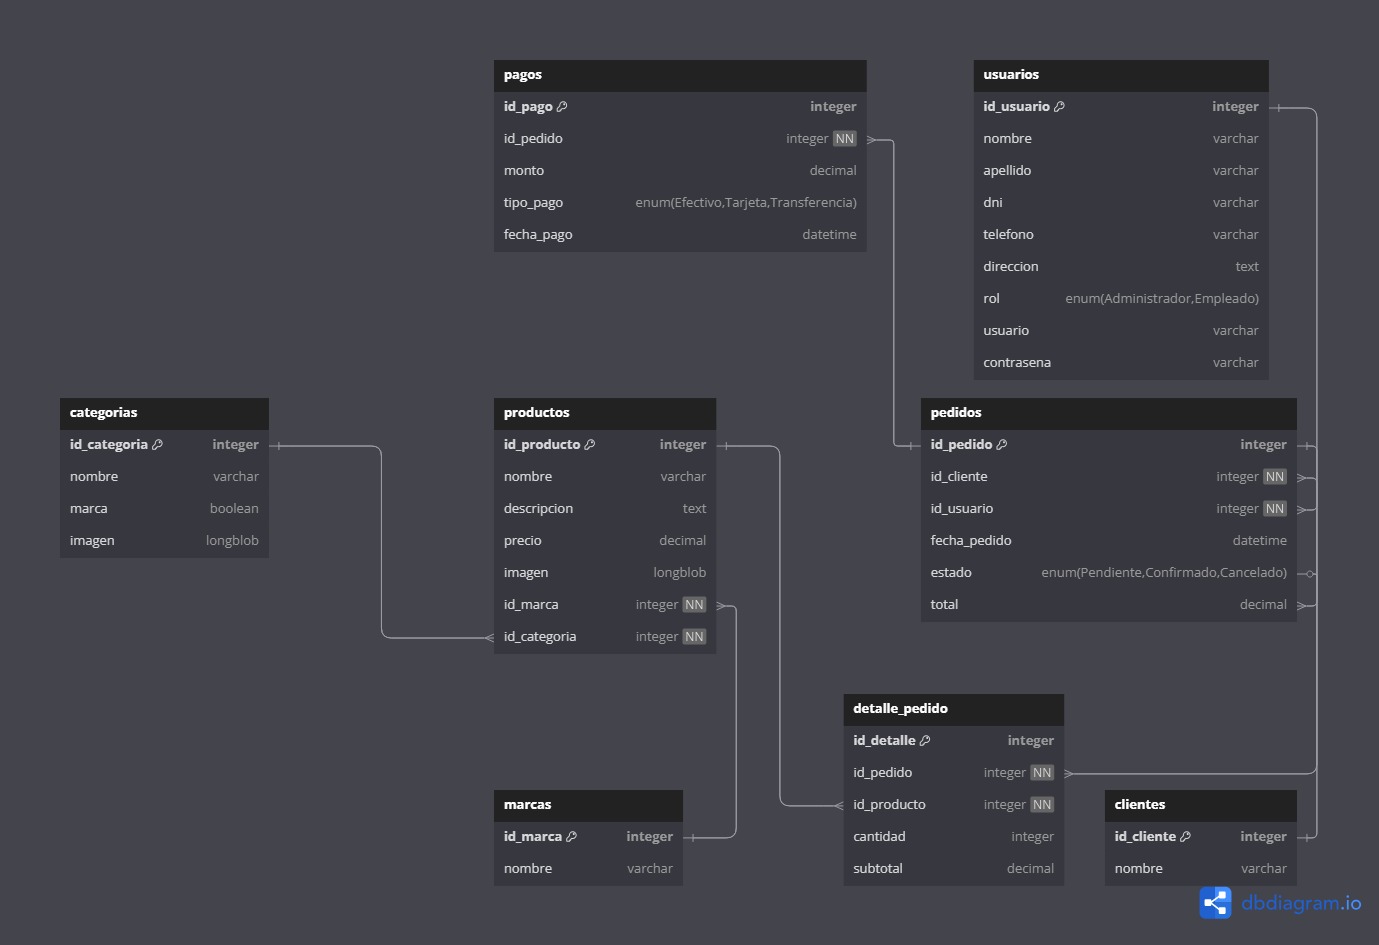 pagos
id_pago integer
id_pedido integer NN
monto decimal
tipo_pago enum(Efectivo,Tarjeta,Transferencia)
fecha_pago datetime
usuarios
id_usuario integer
nombre varchar
apellido varchar
dni varchar
telefono varchar
direccion text
rol enum(Administrador,Empleado)
usuario varchar
contrasena varchar
categorias
id_categoria integer
nombre varchar
marca boolean
imagen longblob
productos
id_producto integer
nombre varchar
descripcion text
precio decimal
imagen longblob
id_marca integer NN
id_categoria integer NN
pedidos
id_pedido integer
id_cliente integer NN
id_usuario integer NN
fecha_pedido datetime
estado enum(Pendiente,Confirmado,Cancelado)
total decimal
detalle_pedido
id_detalle integer
id_pedido integer NN
id_producto integer NN
cantidad integer
subtotal decimal
marcas
id_marca integer
nombre varchar
clientes
id_cliente integer
nombre varchar
dbdiagram.io